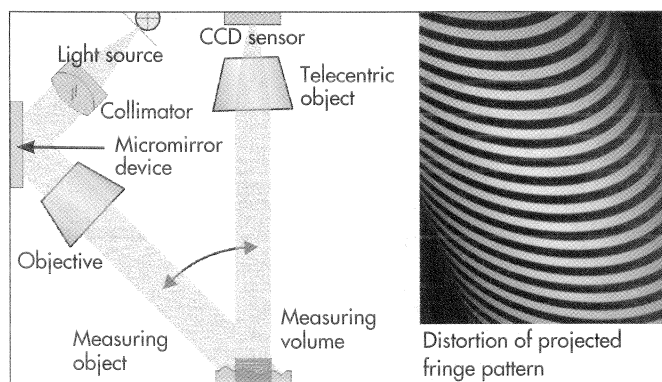 Light source
CCD sensor
Telecentric
object
Collimator
Micromirror
device
Objective
Measuring
object
Measuring
volume
Distortion of projected
fringe pattern